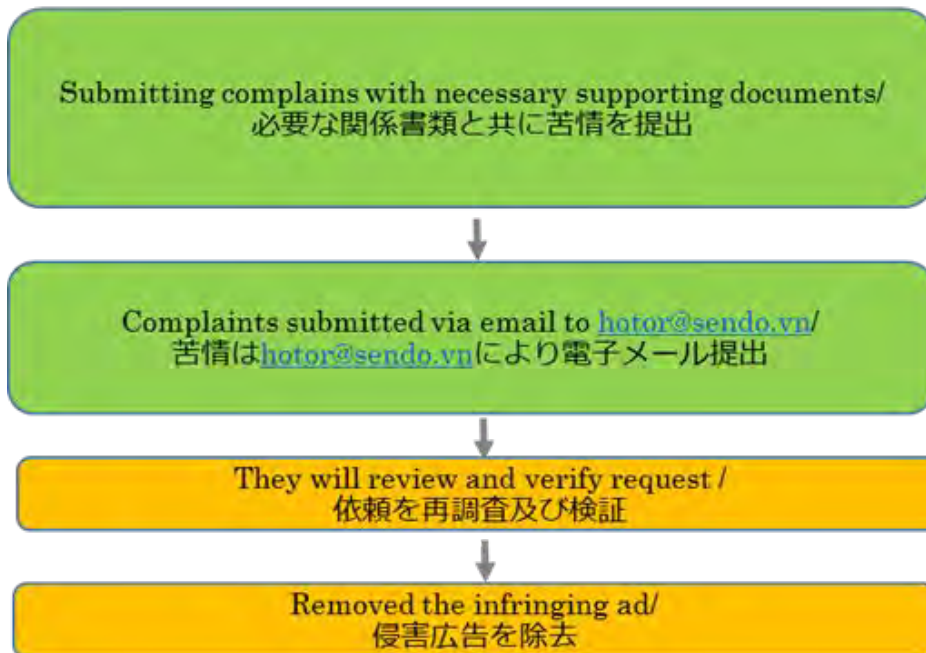 Submitting complains with necessary supporting documents/
必要な関係書類と共に苦情を提出
Complaints submitted via email to hotor@sendo.vn/
苦情はhotor@sendo.vnにより電子メール提出
They will review and verify request /
依頼を再調査及び検証
Removed the infringing ad/
侵害広告を除去